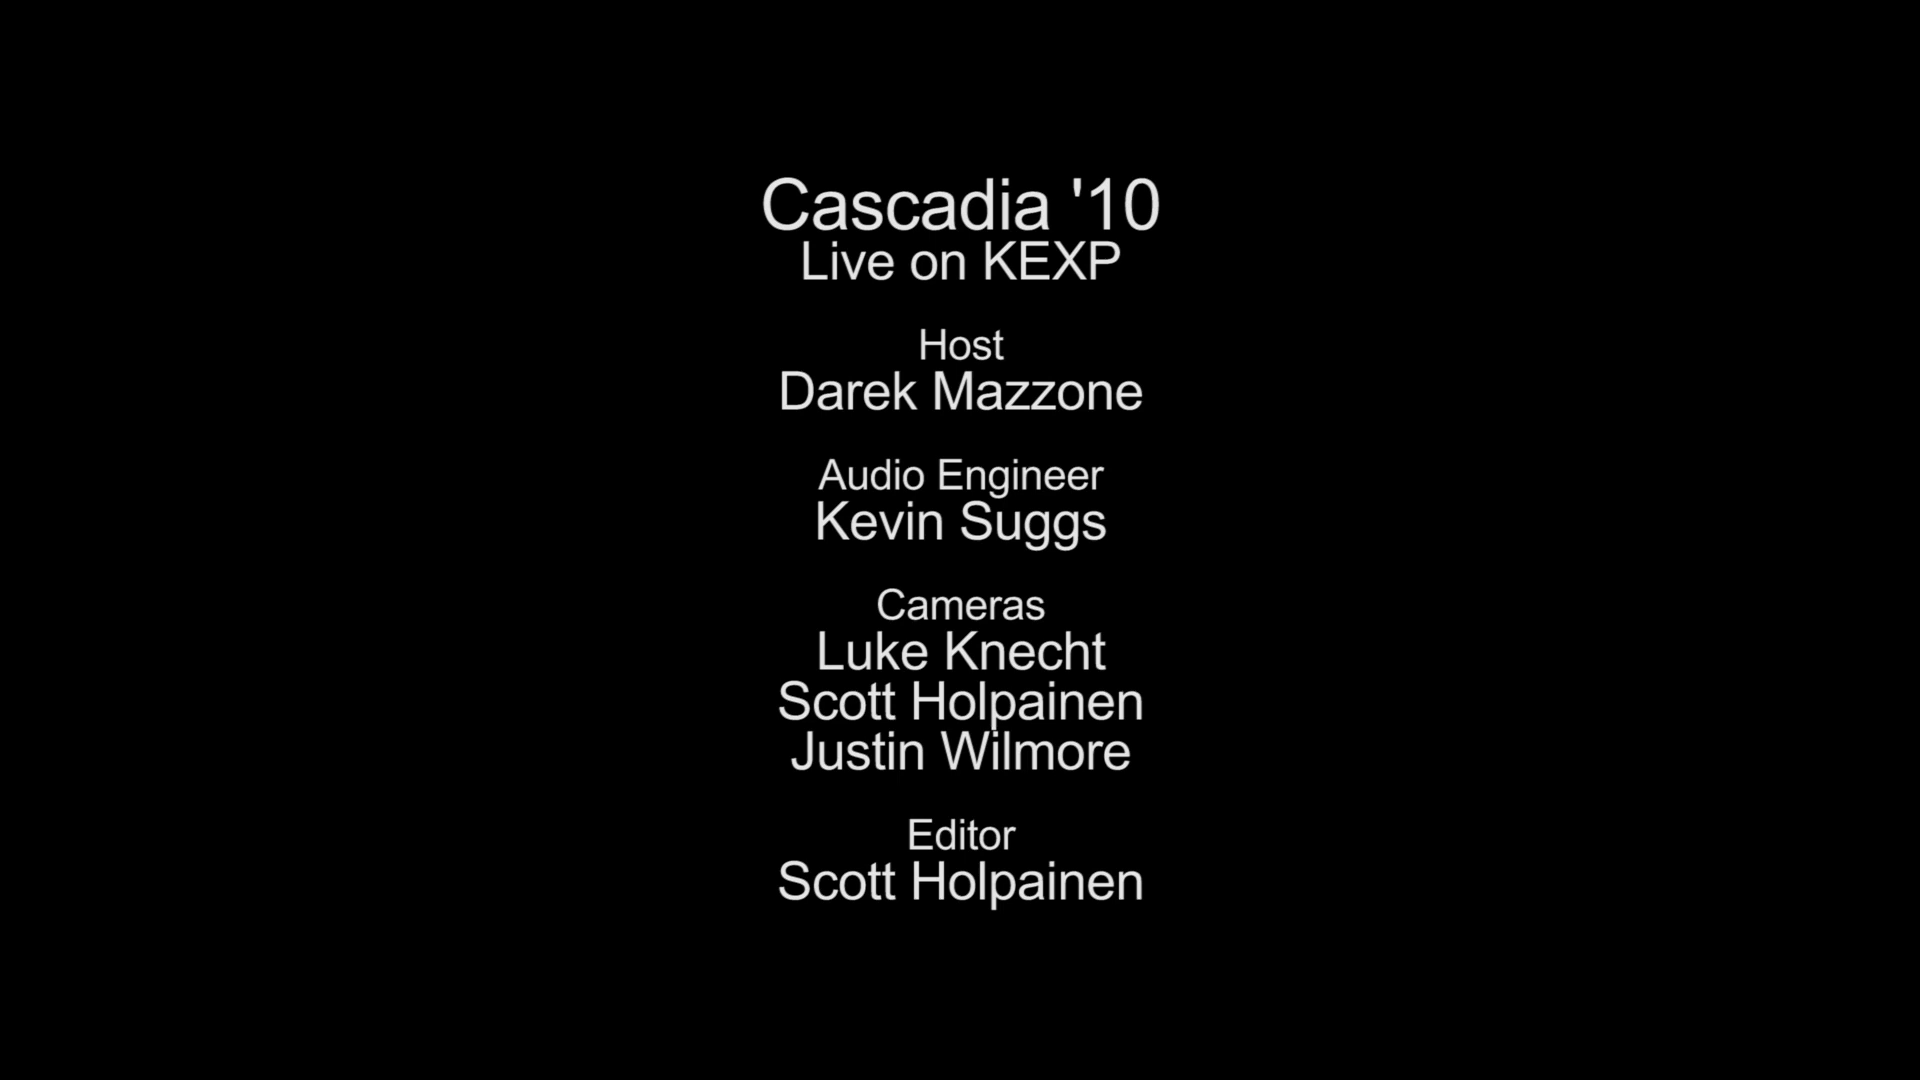 Cascadia '10
Live on KEXP
Host
Darek Mazzone
Audio Engineer
Kevin Suggs
Cameras
Luke Knecht
Scott Holpainen
Justin Wilmore
Editor
Scott Holpainen